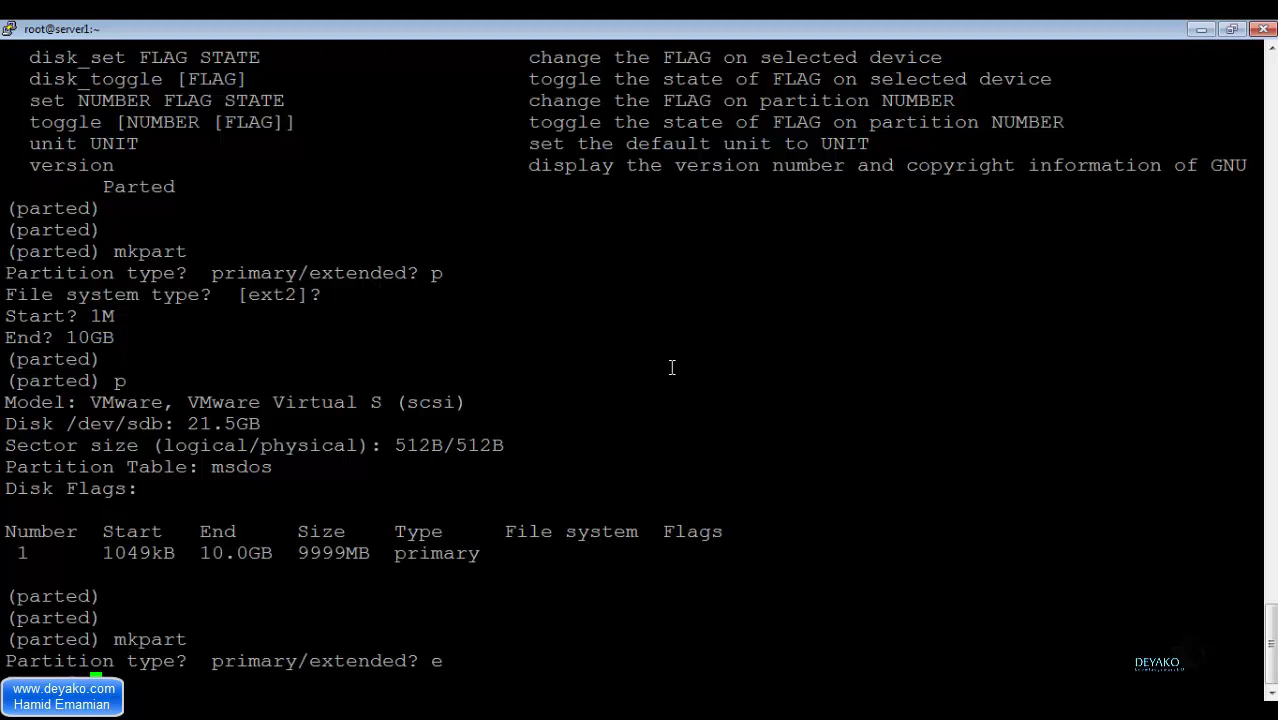 root@server1:~
disk_set FLAG STATE change the FLAG on selected device
disk_toggle [FLAG] toggle the state of FLAG on selected device
set NUMBER FLAG STATE change the FLAG on partition NUMBER
toggle [NUMBER [FLAG]] toggle the state of FLAG on partition NUMBER
unit UNIT set the default unit to UNIT
version display the version number and copyright information of GNU
Parted
(parted)
(parted)
(parted) mkpart
Partition type? primary/extended? p
File system type? [ext2]?
Start? 1M
End? 10GB
(parted)
(parted) p
Model: VMware, VMware Virtual S (scsi)
Disk /dev/sdb: 21.5GB
Sector size (logical/physical): 512B/512B
Partition Table: msdos
Disk Flags:
Number Start End Size Type File system Flags
1 1049kB 10.0GB 9999MB primary
(parted)
(parted)
(parted) mkpart
Partition type? primary/extended? e
DEYAKO
www.deyako.com
Hamid Emamian